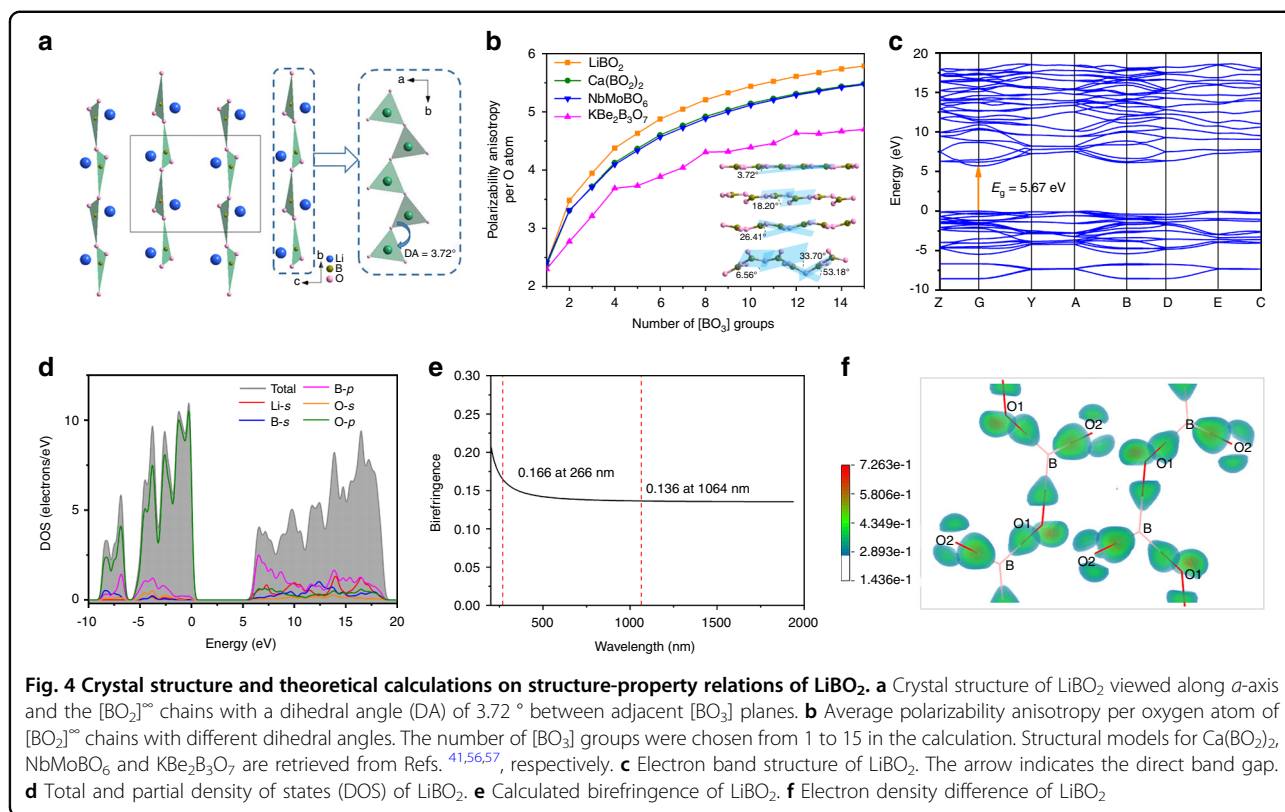 a
a
b
DA = 3.72°
Li
B
O
b
c
b
Polarizability anisotropy
per O atom
6
5
4
3
2
LiBO2
Ca(BO2)2
NbMoBO6
KBe2B3O7
3.72°
18.20°
26.41°
33.70°
6.56°
53.18°
2 4 6 8 10 12 14
Number of [BO3] groups
c
Energy (eV)
20
15
10
5
0
-5
-10
Eg = 5.67 eV
Z G Y A B D E C
d
DOS (electrons/eV)
10
5
0
Total
Li-s
B-s
B-p
O-s
O-p
-10 -5 0 5 10 15 20
Energy (eV)
e
Birefringence
0.30
0.25
0.20
0.15
0.10
0.05
0.00
0.166 at 266 nm
0.136 at 1064 nm
500 1000 1500 2000
Wavelength (nm)
f
7.263e-1
5.806e-1
4.349e-1
2.893e-1
1.436e-1
O1
O2
B
B
O2
O1
O2
B
O1
B
O2
O1
Fig. 4 Crystal structure and theoretical calculations on structure-property relations of LiBO2. a Crystal structure of LiBO2 viewed along a-axis
and the [BO2]∞ chains with a dihedral angle (DA) of 3.72 ° between adjacent [BO3] planes. b Average polarizability anisotropy per oxygen atom of
[BO2]∞ chains with different dihedral angles. The number of [BO3] groups were chosen from 1 to 15 in the calculation. Structural models for Ca(BO2)2,
NbMoBO6 and KBe2B3O7 are retrieved from Refs. 41,56,57, respectively. c Electron band structure of LiBO2. The arrow indicates the direct band gap.
d Total and partial density of states (DOS) of LiBO2. e Calculated birefringence of LiBO2. f Electron density difference of LiBO2